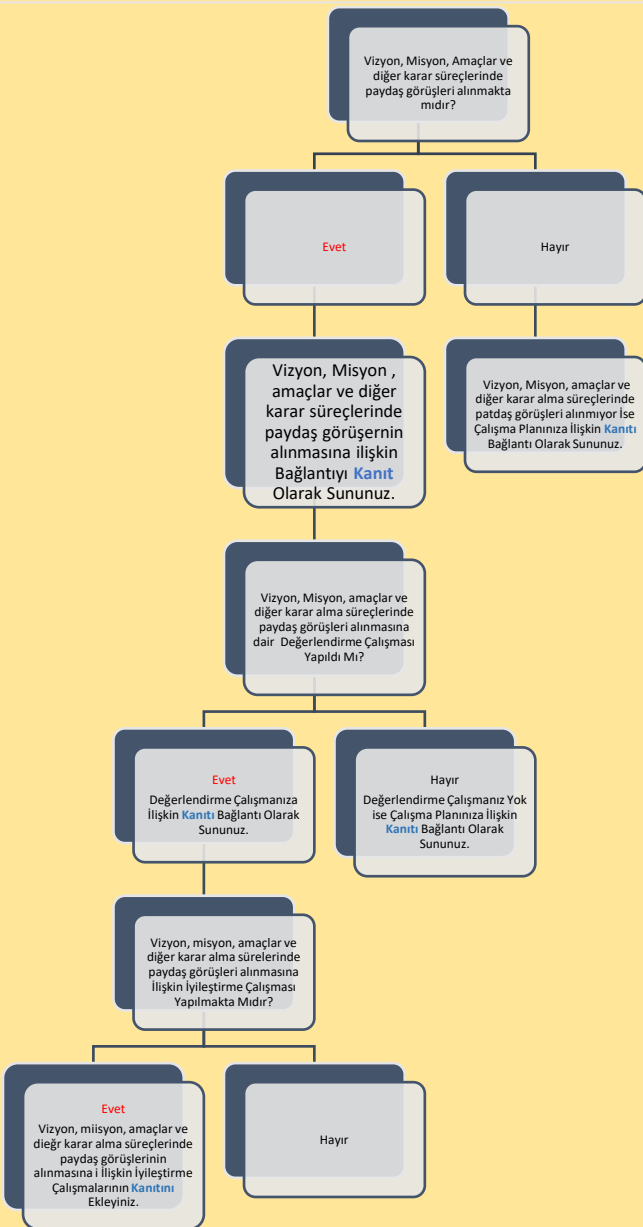 Vizyon, Misyon, Amaçlar ve
diğer karar süreçlerinde
paydaş görüşleri alınmakta
mıdır?
Evet
Hayır
Vizyon, Misyon ,
amaçlar ve diğer
karar süreçlerinde
paydaş görüşernin
alınmasına ilişkin
Bağlantıyı Kanıt
Olarak Sununuz.
Vizyon, Misyon, amaçlar ve
diğer karar alma süreçlerinde
patdaş görüşleri alınmıyor İse
Çalışma Planınıza İlişkin Kanıtı
Bağlantı Olarak Sununuz.
Vizyon, Misyon, amaçlar ve
diğer karar alma süreçlerinde
paydaş görüşleri alınmasına
dair Değerlendirme Çalışması
Yapıldı Mı?
Evet
Değerlendirme Çalışmanıza
İlişkin Kanıtı Bağlantı Olarak
Sununuz.
Hayır
Değerlendirme Çalışmanız Yok
ise Çalışma Planınıza İlişkin
Kanıtı Bağlantı Olarak
Sununuz.
Vizyon, misyon, amaçlar ve
diğer karar alma sürelerinde
paydaş görüşleri alınmasına
İlişkin İyileştirme Çalışması
Yapılmakta Mıdır?
Evet
Vizyon, miisyon, amaçlar ve
dieğr karar alma süreçlerinde
paydaş görüşlerinin
alınmasına i İlişkin İyileştirme
Çalışmalarının Kanıtını
Ekleyiniz.
Hayır